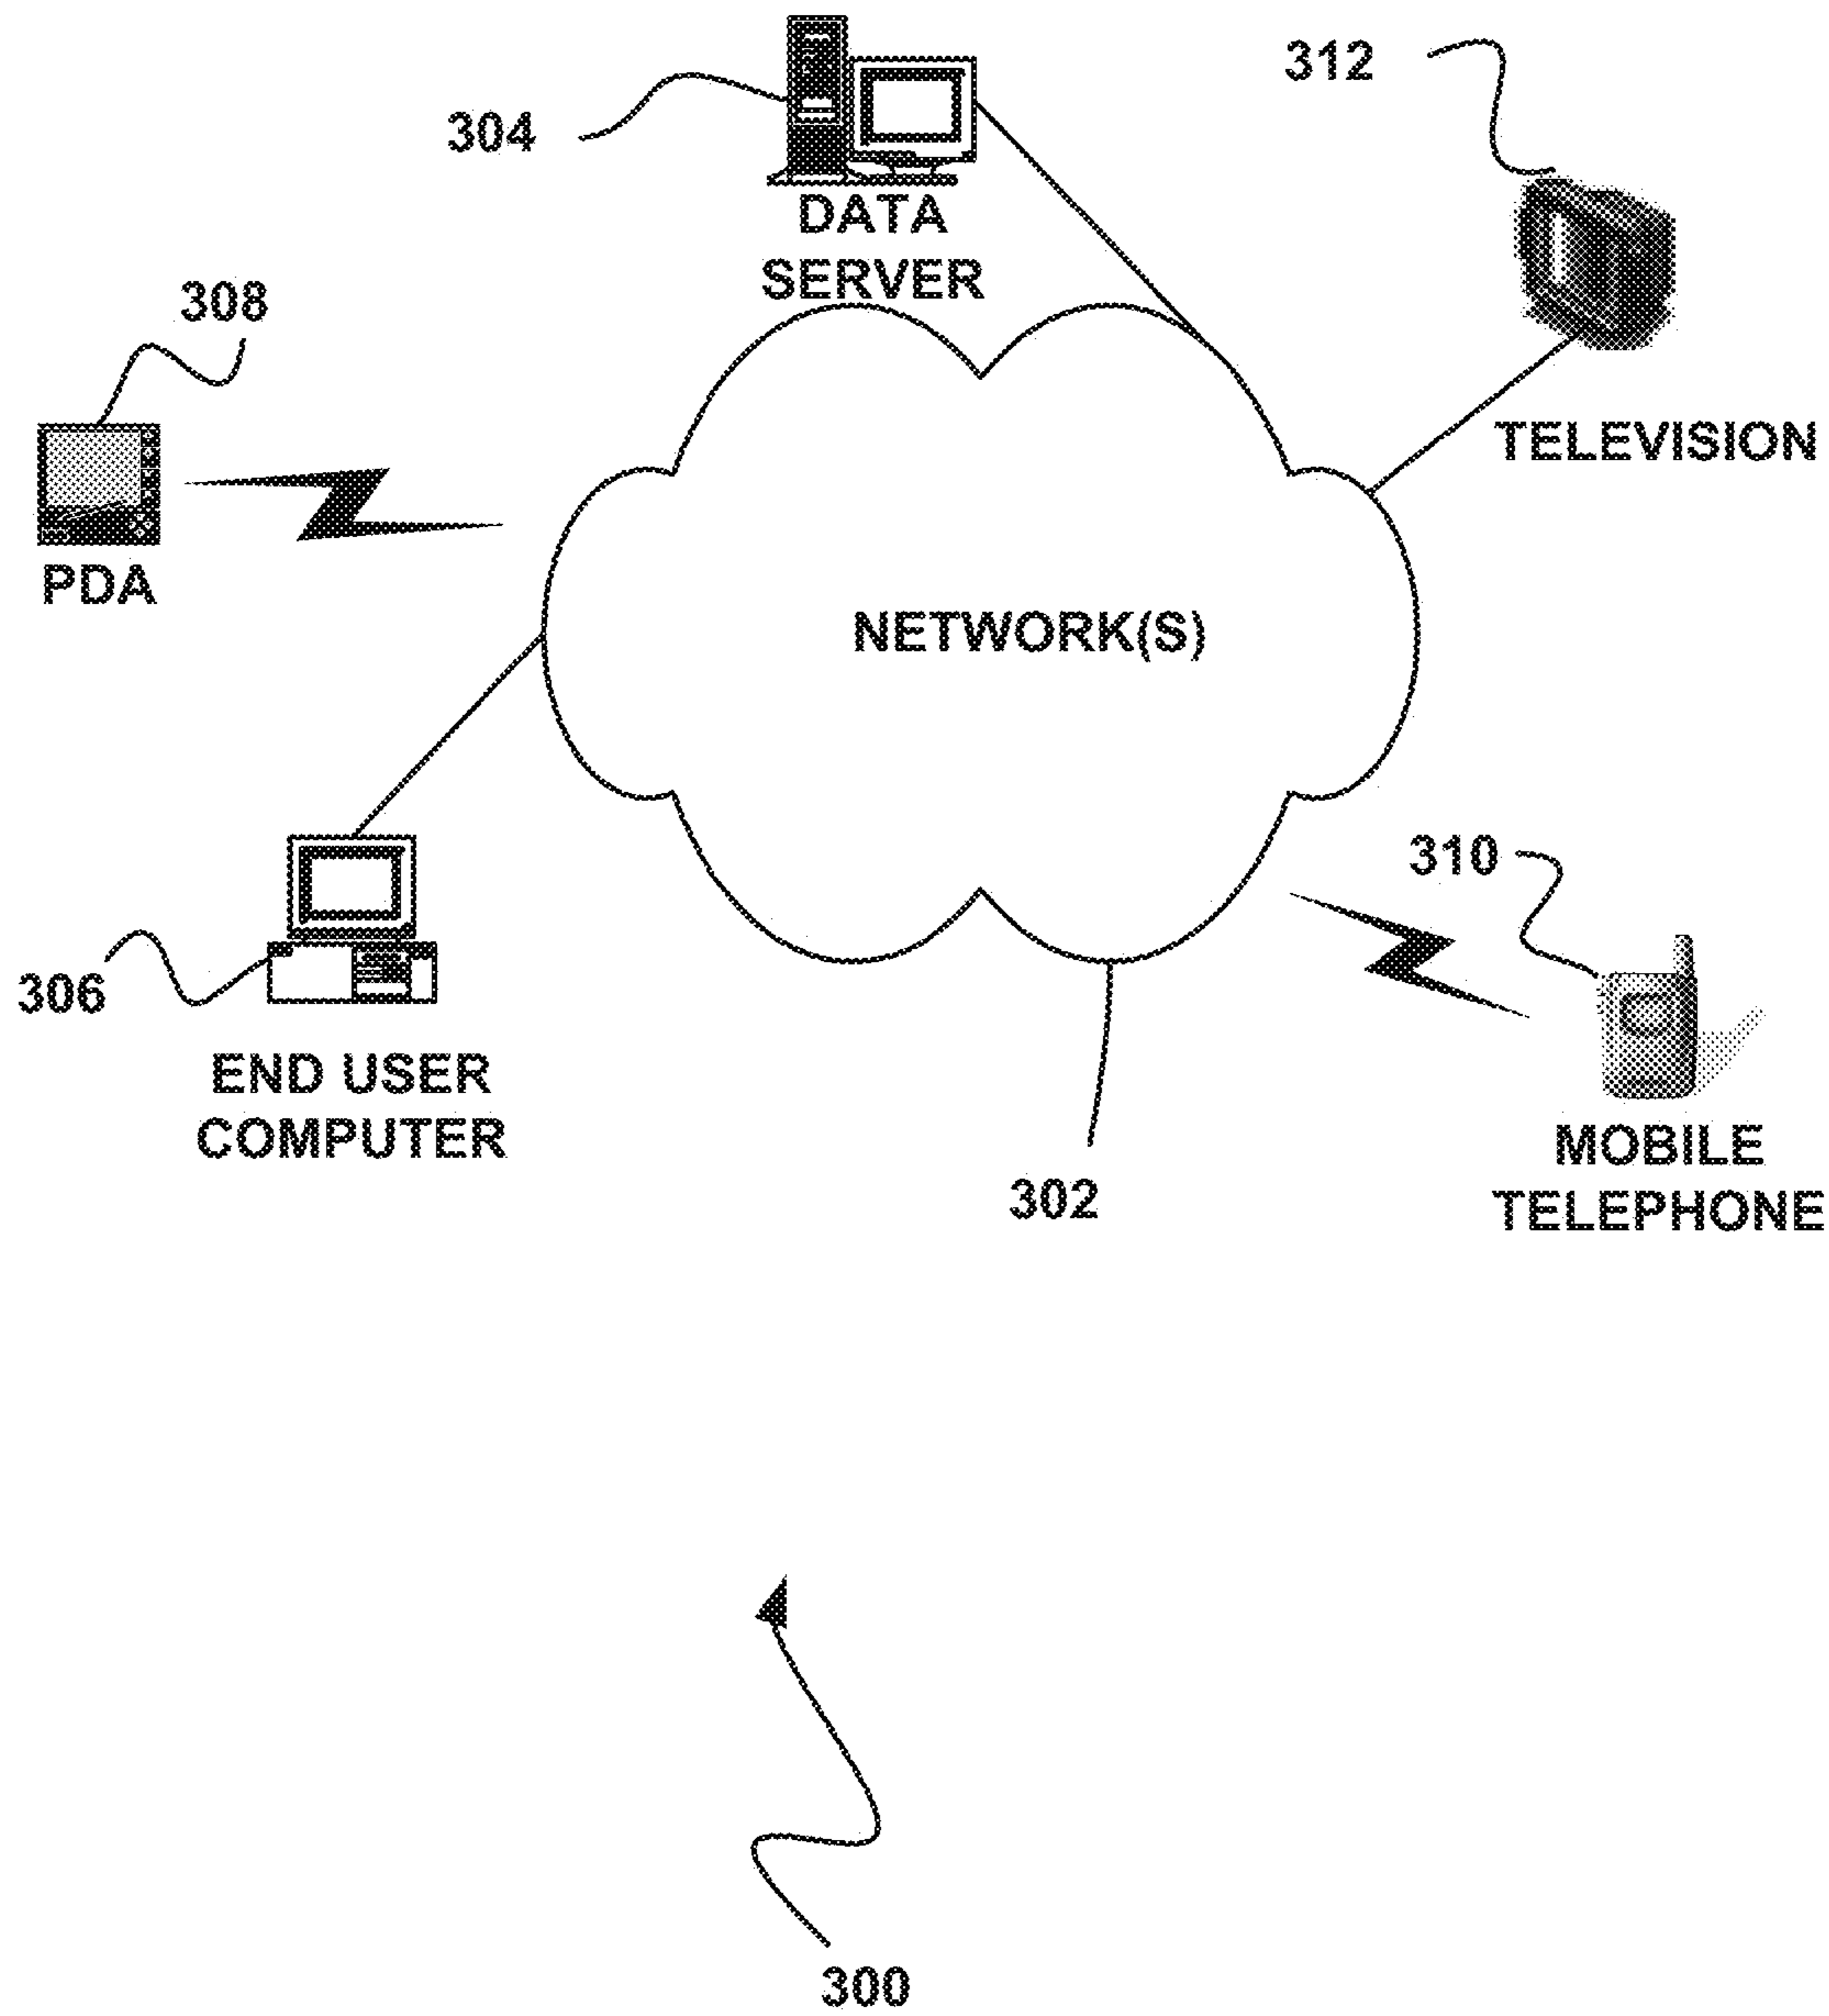 312
304
DATA
SERVER
308
TELEVISION
PDA
NETWORK(S)
310
306
END USER
COMPUTER
MOBILE
TELEPHONE
302
300